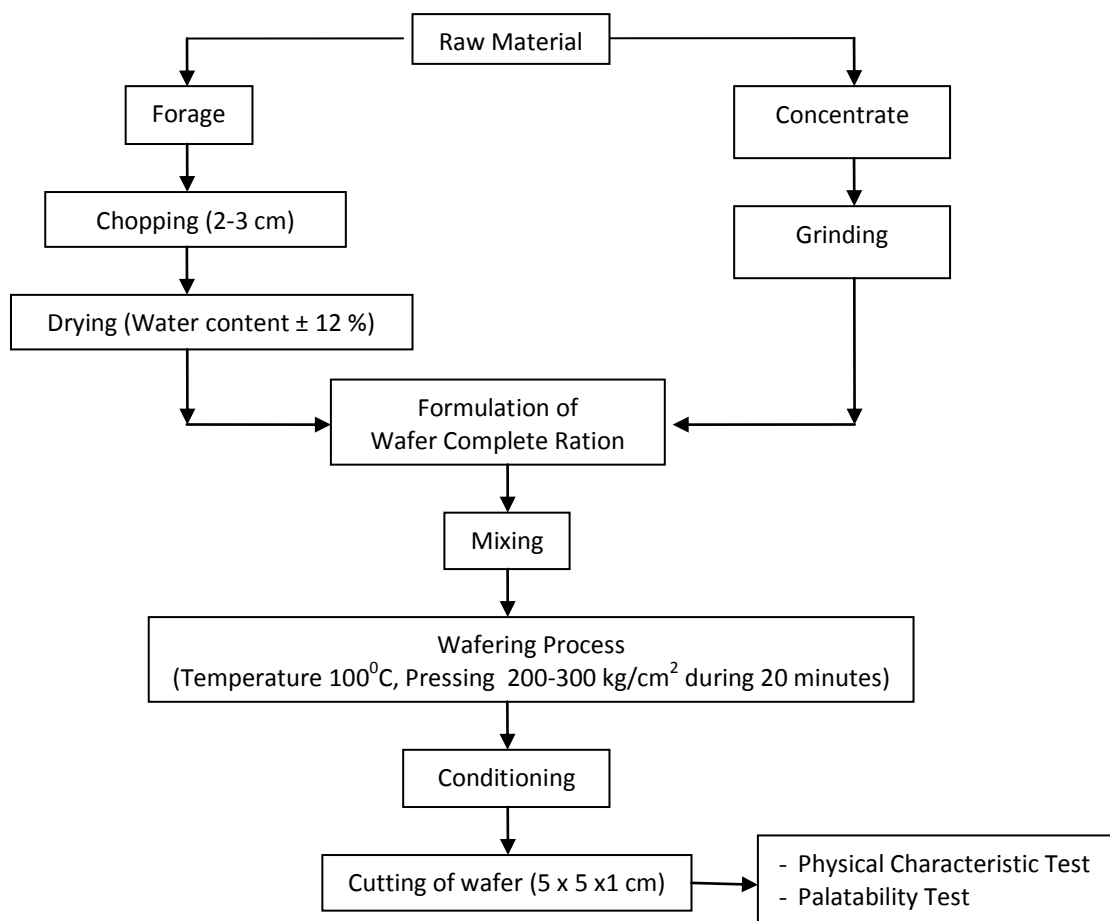 Raw Material
Forage
Concentrate
Chopping (2-3 cm)
Grinding
Drying (Water content ± 12 %)
Formulation of
Wafer Complete Ration
Mixing
Wafering Process
(Temperature 100⁰C, Pressing  200-300 kg/cm² during 20 minutes)
Conditioning
Cutting of wafer (5 x 5 x1 cm)
- Physical Characteristic Test
- Palatability Test